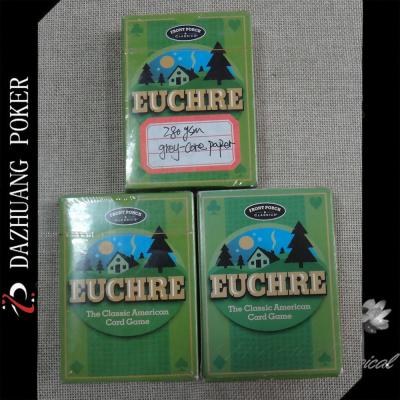 DAZHUANG POKER
FRONT PORCH
CLASSICS
EUCHRE
280 gsm
grey-core paper
FRONT PORCH
CLASSICS
EUCHRE
The Classic American
Card Game
FRONT PORCH
CLASSICS
EUCHRE
The Classic American
Card Game